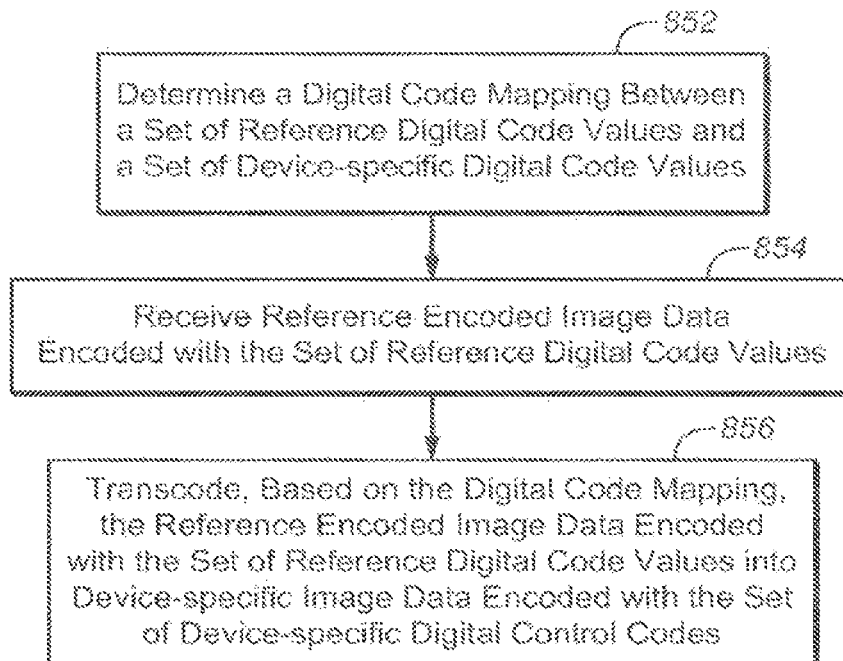 852
Determine a Digital Code Mapping Between
a Set of Reference Digital Code Values and
a Set of Device-specific Digital Code Values
854
Receive Reference Encoded Image Data
Encoded with the Set of Reference Digital Code Values
856
Transcode, Based on the Digital Code Mapping,
the Reference Encoded Image Data Encoded
with the Set of Reference Digital Code Values into
Device-specific Image Data Encoded with the Set
of Device-specific Digital Control Codes